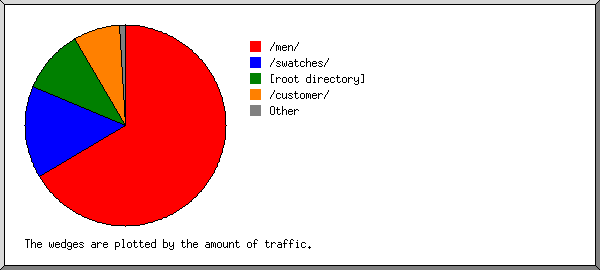 /men/
/swatches/
[root directory]
/customer/
Other
The wedges are plotted by the amount of traffic.